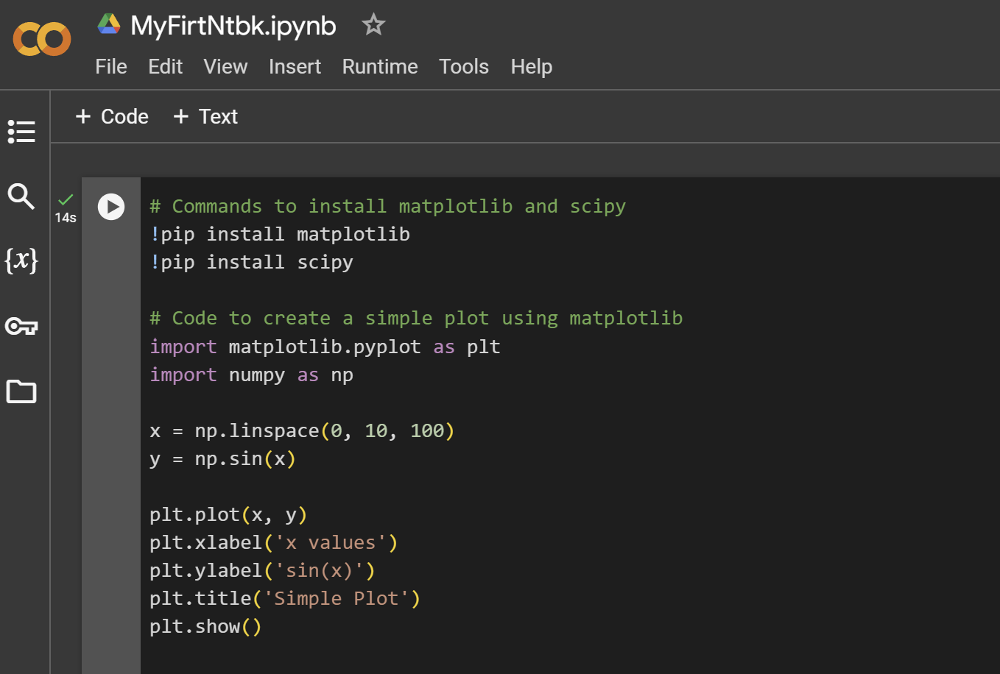 MyFirtNtbk.ipynb
File Edit View Insert Runtime Tools Help
+ Code + Text
14s
# Commands to install matplotlib and scipy
!pip install matplotlib
!pip install scipy
# Code to create a simple plot using matplotlib
import matplotlib.pyplot as plt
import numpy as np
x = np.linspace(0, 10, 100)
y = np.sin(x)
plt.plot(x, y)
plt.xlabel('x values')
plt.ylabel('sin(x)')
plt.title('Simple Plot')
plt.show()
{x}